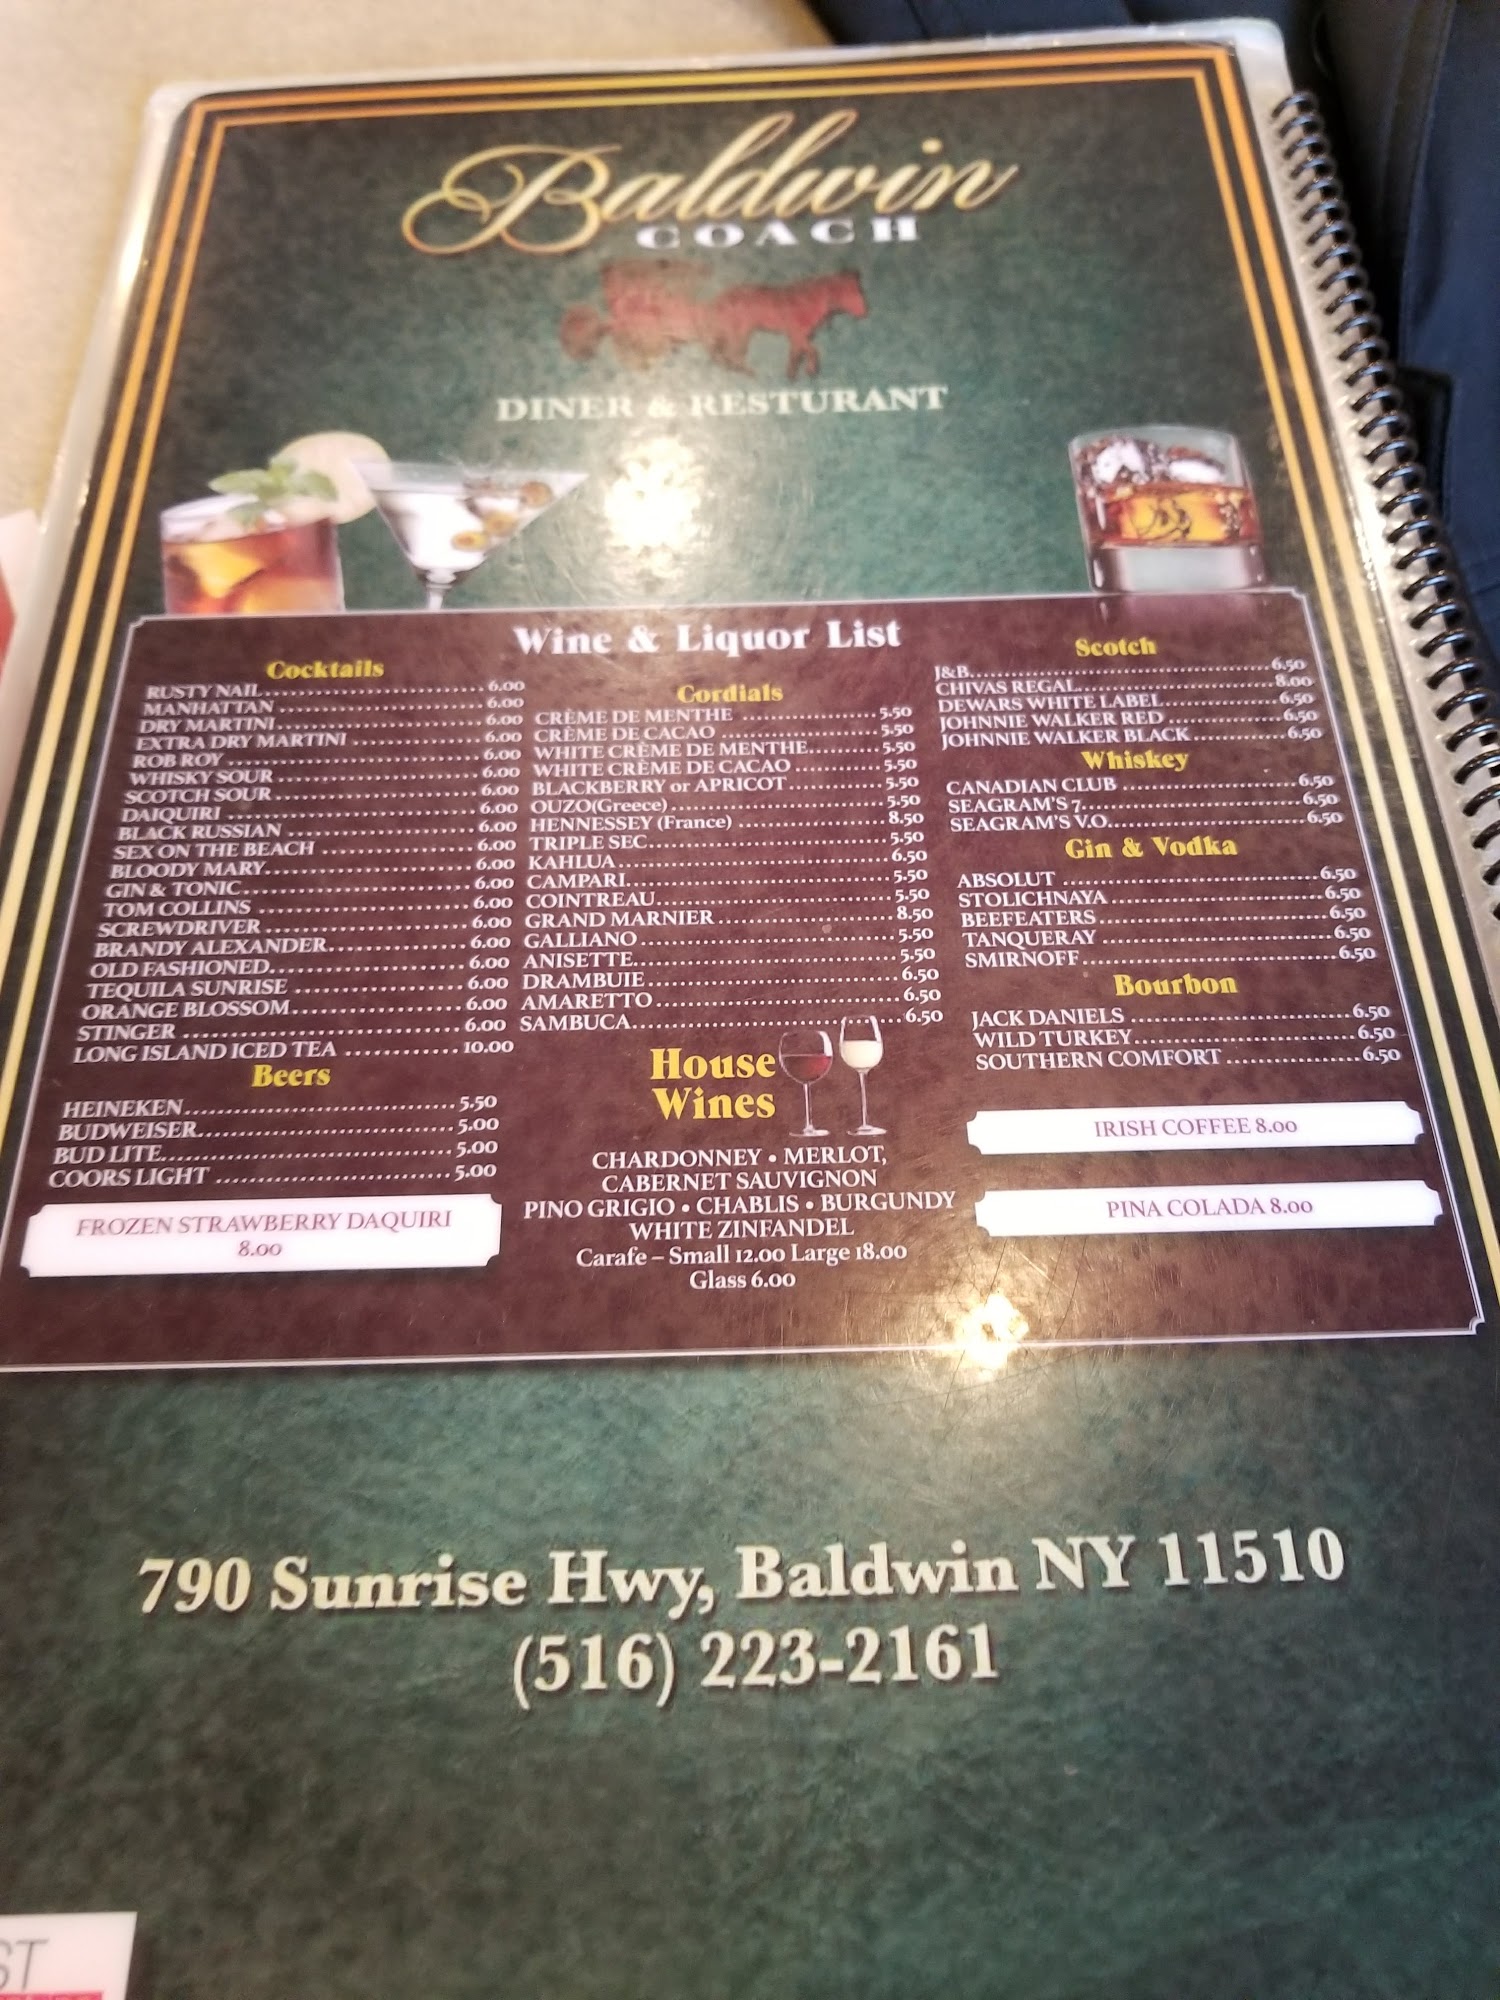 Baldwin
COACH
DINER & RESTURANT
Wine & Liquor List
Cocktails
RUSTY NAIL 6.00
MANHATTAN 6.00
DRY MARTINI 6.00
EXTRA DRY MARTINI 6.00
ROB ROY 6.00
WHISKY SOUR 6.00
SCOTCH SOUR 6.00
DAIQUIRI 6.00
BLACK RUSSIAN 6.00
SEX ON THE BEACH 6.00
BLOODY MARY 6.00
GIN & TONIC 6.00
TOM COLLINS 6.00
SCREWDRIVER 6.00
BRANDY ALEXANDER 6.00
OLD FASHIONED 6.00
TEQUILA SUNRISE 6.00
ORANGE BLOSSOM 6.00
STINGER 6.00
LONG ISLAND ICED TEA 10.00
Beers
HEINEKEN 5.50
BUDWEISER 5.00
BUD LITE 5.00
COORS LIGHT 5.00
FROZEN STRAWBERRY DAQUIRI
8.00
Cordials
CRÈME DE MENTHE 5.50
CRÈME DE CACAO 5.50
WHITE CRÈME DE MENTHE 5.50
WHITE CRÈME DE CACAO 5.50
BLACKBERRY or APRICOT 5.50
OUZO(Greece) 5.50
HENNESSEY (France) 8.50
TRIPLE SEC 5.50
KAHLUA 6.50
CAMPARI 5.50
COINTREAU 5.50
GRAND MARNIER 8.50
GALLIANO 5.50
ANISETTE 5.50
DRAMBUIE 6.50
AMARETTO 6.50
SAMBUCA 6.50
House
Wines
CHARDONNEY • MERLOT,
CABERNET SAUVIGNON
PINO GRIGIO • CHABLIS • BURGUNDY
WHITE ZINFANDEL
Carafe – Small 12.00 Large 18.00
Glass 6.00
Scotch
J&B 6.50
CHIVAS REGAL 8.00
DEWARS WHITE LABEL 6.50
JOHNNIE WALKER RED 6.50
JOHNNIE WALKER BLACK 6.50
Whiskey
CANADIAN CLUB 6.50
SEAGRAM'S 7 6.50
SEAGRAM'S V.O. 6.50
Gin & Vodka
ABSOLUT 6.50
STOLICHNAYA 6.50
BEEFEATERS 6.50
TANQUERAY 6.50
SMIRNOFF 6.50
Bourbon
JACK DANIELS 6.50
WILD TURKEY 6.50
SOUTHERN COMFORT 6.50
IRISH COFFEE 8.00
PINA COLADA 8.00
790 Sunrise Hwy, Baldwin NY 11510
(516) 223-2161
ST